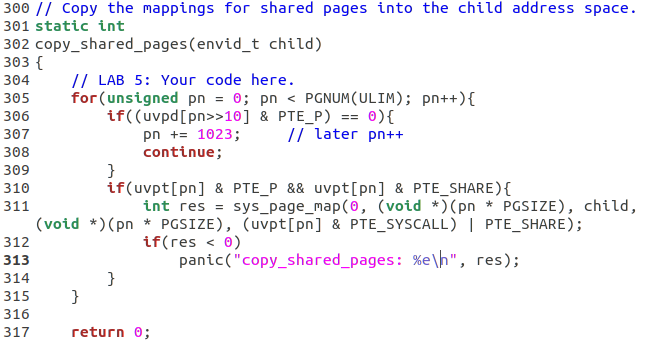 300 // Copy the mappings for shared pages into the child address space.
301 static int
302 copy_shared_pages(envid_t child)
303 {
304     // LAB 5: Your code here.
305     for(unsigned pn = 0; pn < PGNUM(ULIM); pn++){
306         if((uvpd[pn>>10] & PTE_P) == 0){
307             pn += 1023;     // later pn++
308             continue;
309         }
310         if(uvpt[pn] & PTE_P && uvpt[pn] & PTE_SHARE){
311             int res = sys_page_map(0, (void *)(pn * PGSIZE), child,
(void *)(pn * PGSIZE), (uvpt[pn] & PTE_SYSCALL) | PTE_SHARE);
312             if(res < 0)
313                 panic("copy_shared_pages: %e\n", res);
314         }
315     }
316
317     return 0;